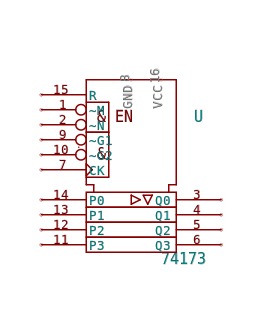 GND 8 VCC 16
15 R
1 ~M & EN U
2 ~N
9 ~G1
10 ~G2 &
7 CK
14 P0 Q0 3
13 P1 Q1 4
12 P2 Q2 5
11 P3 Q3 6
74173